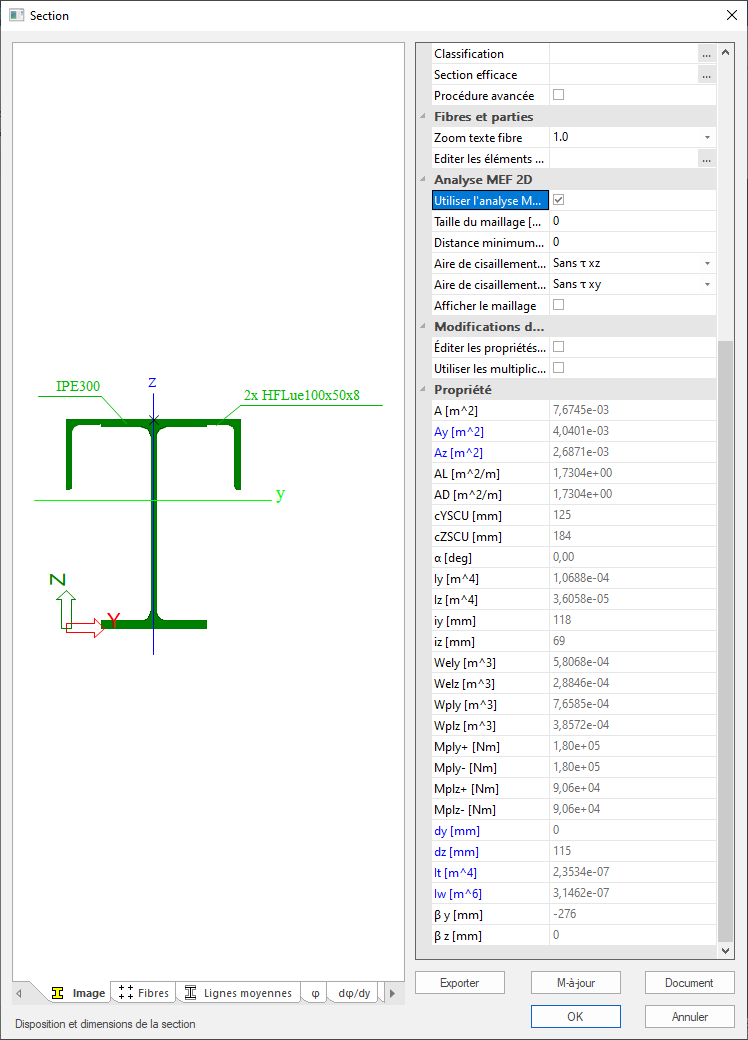 Section
IPE300
Z
2x HFLue100x50x8
y
Z
Y
Image
Fibres
Lignes moyennes
φ
dφ/dy
Disposition et dimensions de la section
Classification ...
Section efficace ...
Procédure avancée
Fibres et parties
Zoom texte fibre 1.0
Editer les éléments ... ...
Analyse MEF 2D
Utiliser l'analyse M...
Taille du maillage [... 0
Distance minimum... 0
Aire de cisaillement... Sans τ xz
Aire de cisaillement... Sans τ xy
Afficher le maillage
Modifications d...
Éditer les propriétés...
Utiliser les multiplic...
Propriété
A [m^2] 7,6745e-03
Ay [m^2] 4,0401e-03
Az [m^2] 2,6871e-03
AL [m^2/m] 1,7304e+00
AD [m^2/m] 1,7304e+00
cYSCU [mm] 125
cZSCU [mm] 184
α [deg] 0,00
Iy [m^4] 1,0688e-04
Iz [m^4] 3,6058e-05
iy [mm] 118
iz [mm] 69
Wely [m^3] 5,8068e-04
Welz [m^3] 2,8846e-04
Wply [m^3] 7,6585e-04
Wplz [m^3] 3,8572e-04
Mply+ [Nm] 1,80e+05
Mply- [Nm] 1,80e+05
Mplz+ [Nm] 9,06e+04
Mplz- [Nm] 9,06e+04
dy [mm] 0
dz [mm] 115
It [m^4] 2,3534e-07
Iw [m^6] 3,1462e-07
β y [mm] -276
β z [mm] 0
Exporter
M-à-jour
Document
OK
Annuler